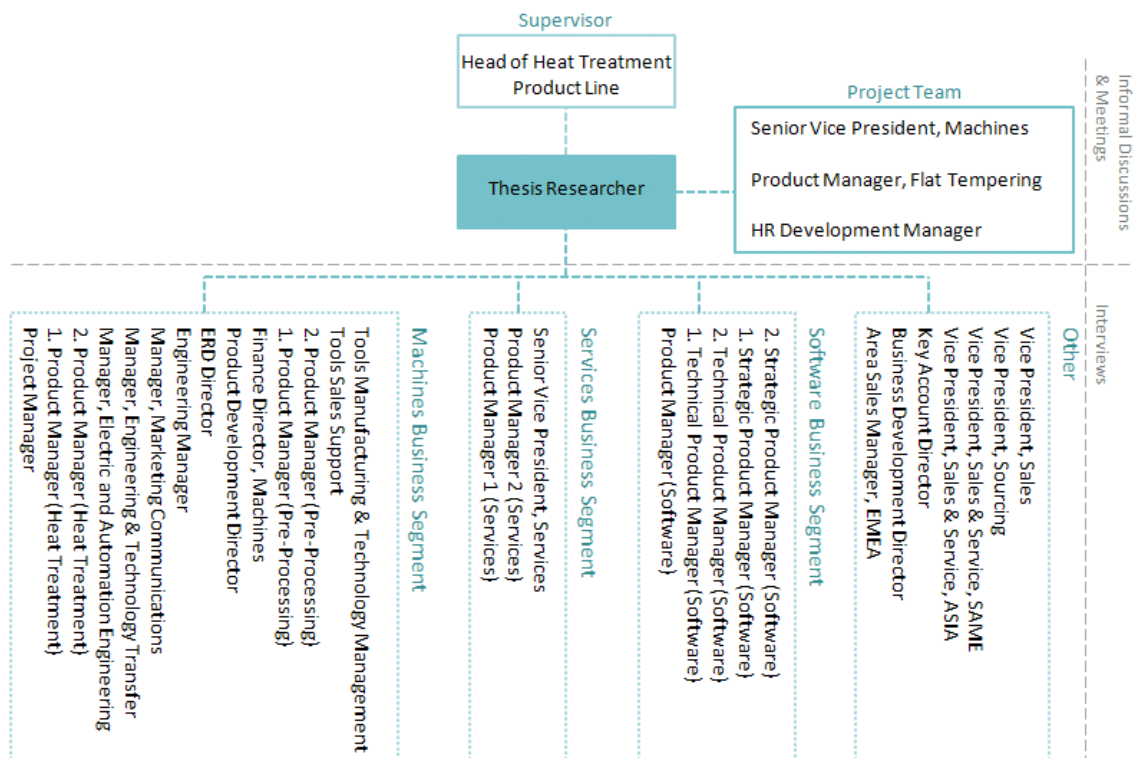 Supervisor
Head of Heat Treatment
Product Line
Project Team
Senior Vice President, Machines
Product Manager, Flat Tempering
HR Development Manager
Thesis Researcher
Informal Discussions
& Meetings
Interviews
Machines Business Segment
Tools Manufacturing & Technology Management
Tools Sales Support
2. Product Manager (Pre-Processing)
1. Product Manager (Pre-Processing)
Finance Director, Machines
Product Development Director
ERD Director
Engineering Manager
Manager, Marketing Communications
Manager, Engineering & Technology Transfer
Manager, Electric and Automation Engineering
2. Product Manager (Heat Treatment)
1. Product Manager (Heat Treatment)
Project Manager
Services Business Segment
Senior Vice President, Services
Product Manager 2 (Services)
Product Manager 1 (Services)
Software Business Segment
2. Strategic Product Manager (Software)
1. Strategic Product Manager (Software)
2. Technical Product Manager (Software)
1. Technical Product Manager (Software)
Product Manager (Software)
Other
Vice President, Sales
Vice President, Sourcing
Vice President, Sales & Service, SAME
Vice President, Sales & Service, ASIA
Key Account Director
Business Development Director
Area Sales Manager, EMEA